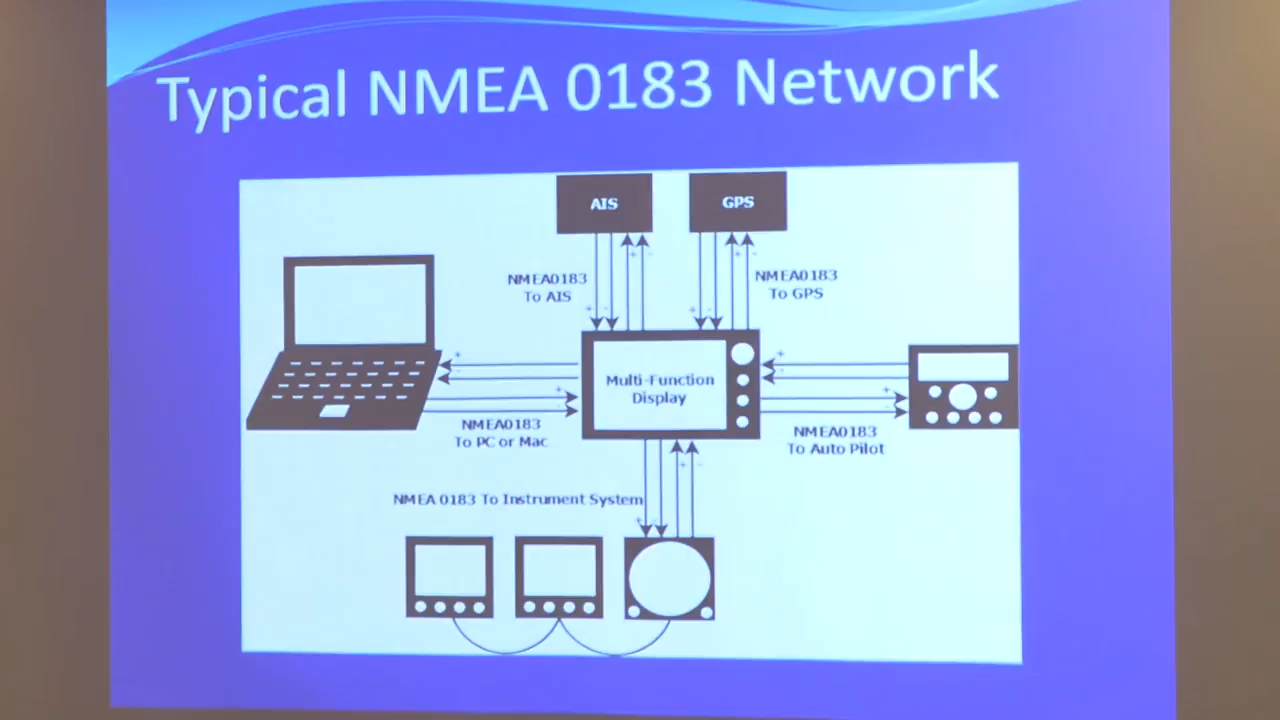 Typical NMEA 0183 Network
AIS
GPS
NMEA0183
To AIS
NMEA0183
To GPS
Multi-Function
Display
NMEA0183
To PC or Mac
NMEA0183
To Auto Pilot
NMEA 0183 To Instrument System